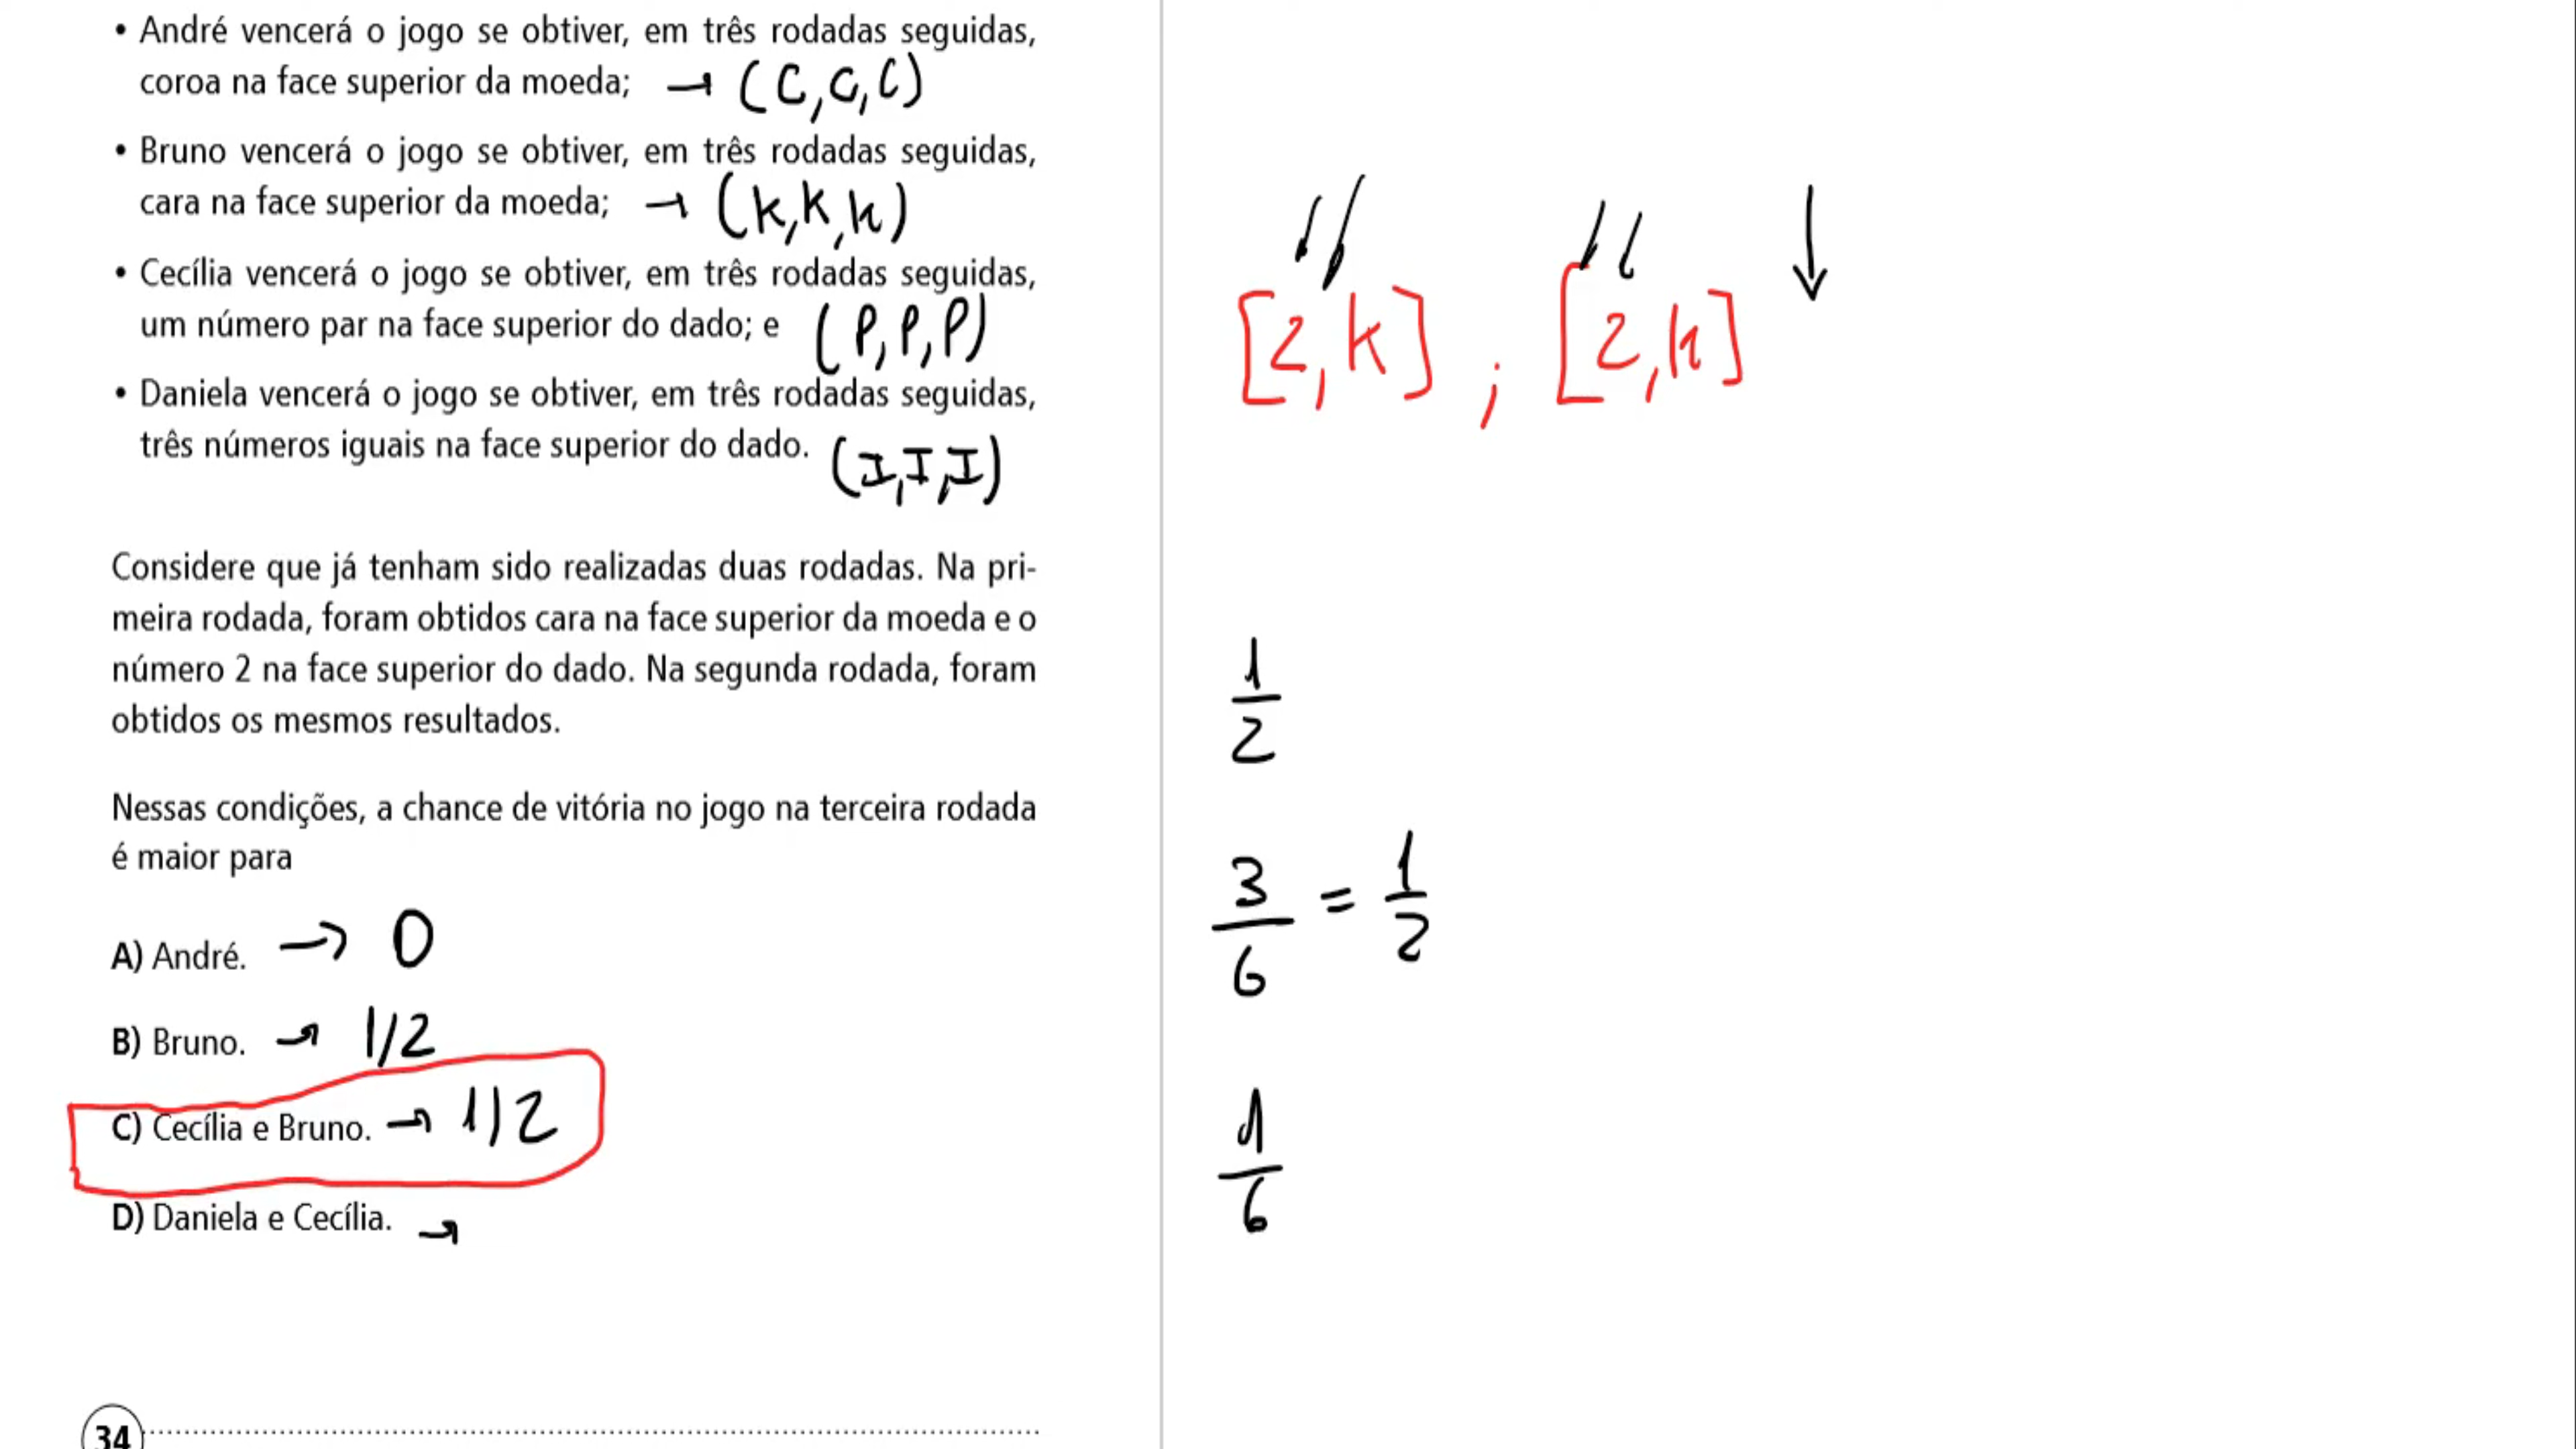 • André vencerá o jogo se obtiver, em três rodadas seguidas,
coroa na face superior da moeda; → (C, C, C)
• Bruno vencerá o jogo se obtiver, em três rodadas seguidas,
cara na face superior da moeda; → (k, k, k)
• Cecília vencerá o jogo se obtiver, em três rodadas seguidas,
um número par na face superior do dado; e (P, P, P)
• Daniela vencerá o jogo se obtiver, em três rodadas seguidas,
três números iguais na face superior do dado. (I, I, I)
Considere que já tenham sido realizadas duas rodadas. Na pri-
meira rodada, foram obtidos cara na face superior da moeda e o
número 2 na face superior do dado. Na segunda rodada, foram
obtidos os mesmos resultados.
Nessas condições, a chance de vitória no jogo na terceira rodada
é maior para
A) André. → 0
B) Bruno. → 1/2
C) Cecília e Bruno. → 1/2
D) Daniela e Cecília. →
34
[2, k] ; [2, k] ↓
1/2
3/6 = 1/2
1/6